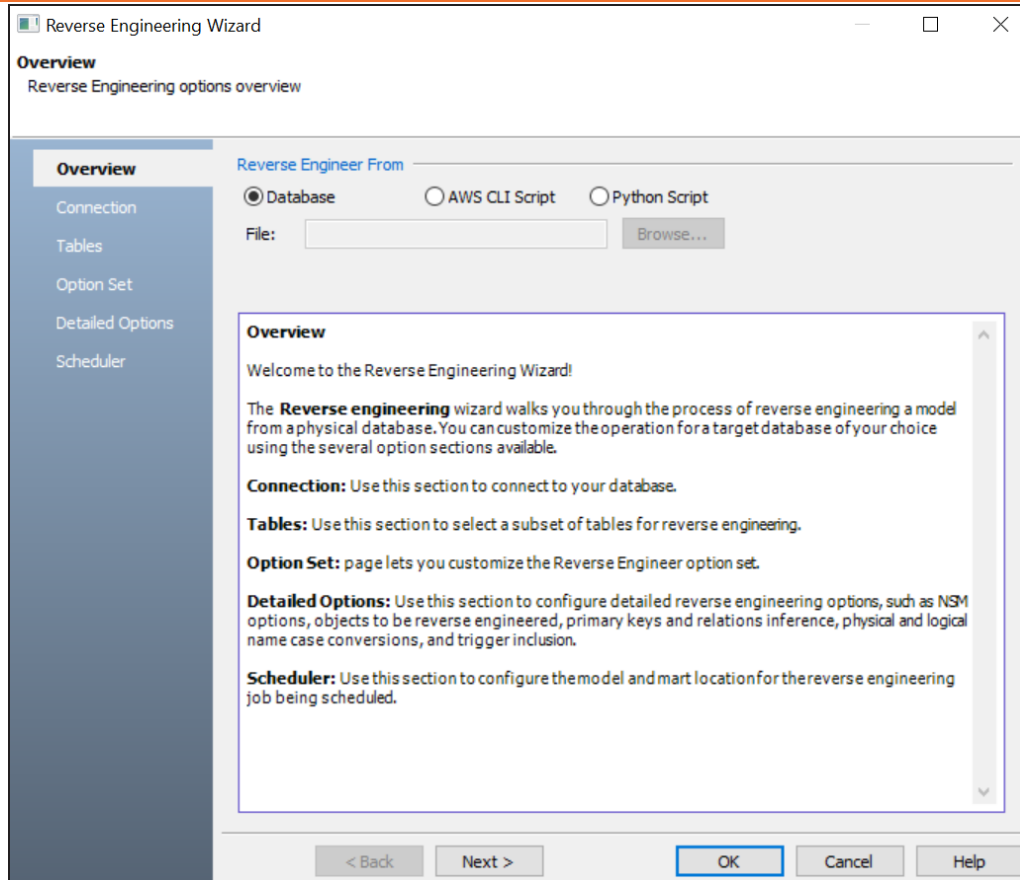 Reverse Engineering Wizard
Overview
Reverse Engineering options overview
Overview
Connection
Tables
Option Set
Detailed Options
Scheduler
Reverse Engineer From
Database
AWS CLI Script
Python Script
File:
Browse...
Overview
Welcome to the Reverse Engineering Wizard!
The Reverse engineering wizard walks you through the process of reverse engineering a model
from a physical database. You can customize the operation for a target database of your choice
using the several option sections available.
Connection: Use this section to connect to your database.
Tables: Use this section to select a subset of tables for reverse engineering.
Option Set: page lets you customize the Reverse Engineer option set.
Detailed Options: Use this section to configure detailed reverse engineering options, such as NSM
options, objects to be reverse engineered, primary keys and relations inference, physical and logical
name case conversions, and trigger inclusion.
Scheduler: Use this section to configure the model and mart location for the reverse engineering
job being scheduled.
< Back
Next >
OK
Cancel
Help